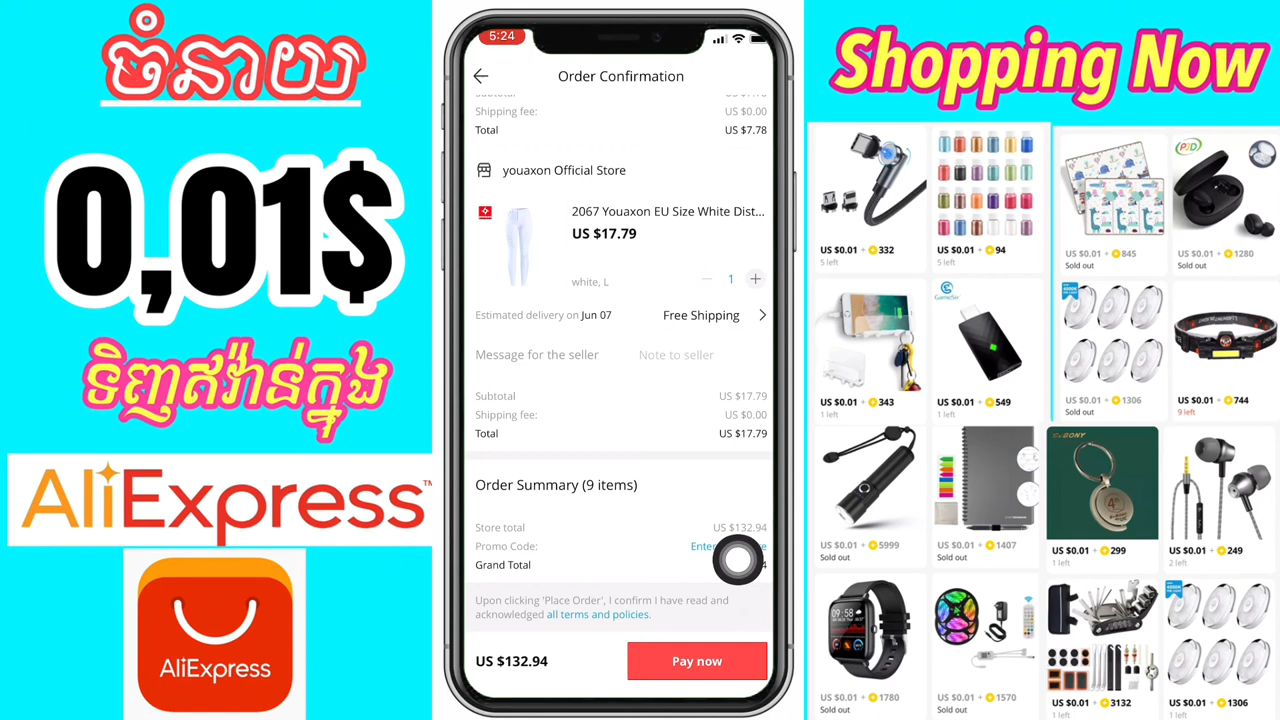 ចំនាយ
0,01$
ទិញឥវ៉ាន់ក្នុង
AliExpress™
AliExpress
5:24
Order Confirmation
Shipping fee: US $0.00
Total US $7.78
youaxon Official Store
2067 Youaxon EU Size White Dist...
US $17.79
white, L
1
Estimated delivery on Jun 07 Free Shipping
Message for the seller Note to seller
Subtotal US $17.79
Shipping fee: US $0.00
Total US $17.79
Order Summary (9 items)
Store total US $132.94
Promo Code:
Grand Total
Upon clicking 'Place Order', I confirm I have read and
acknowledged all terms and policies.
US $132.94 Pay now
Shopping Now
PJD
US $0.01 + 332
5 left
US $0.01 + 94
5 left
US $0.01 + 845
Sold out
US $0.01 + 1280
Sold out
GameSir
US $0.01 + 343
1 left
US $0.01 + 549
1 left
US $0.01 + 1306
Sold out
US $0.01 + 744
9 left
US $0.01 + 5999
Sold out
US $0.01 + 1407
Sold out
US $0.01 + 299
1 left
US $0.01 + 249
2 left
09:58
US $0.01 + 1780
Sold out
US $0.01 + 1570
Sold out
US $0.01 + 3132
1 left
US $0.01 + 1306
1 left